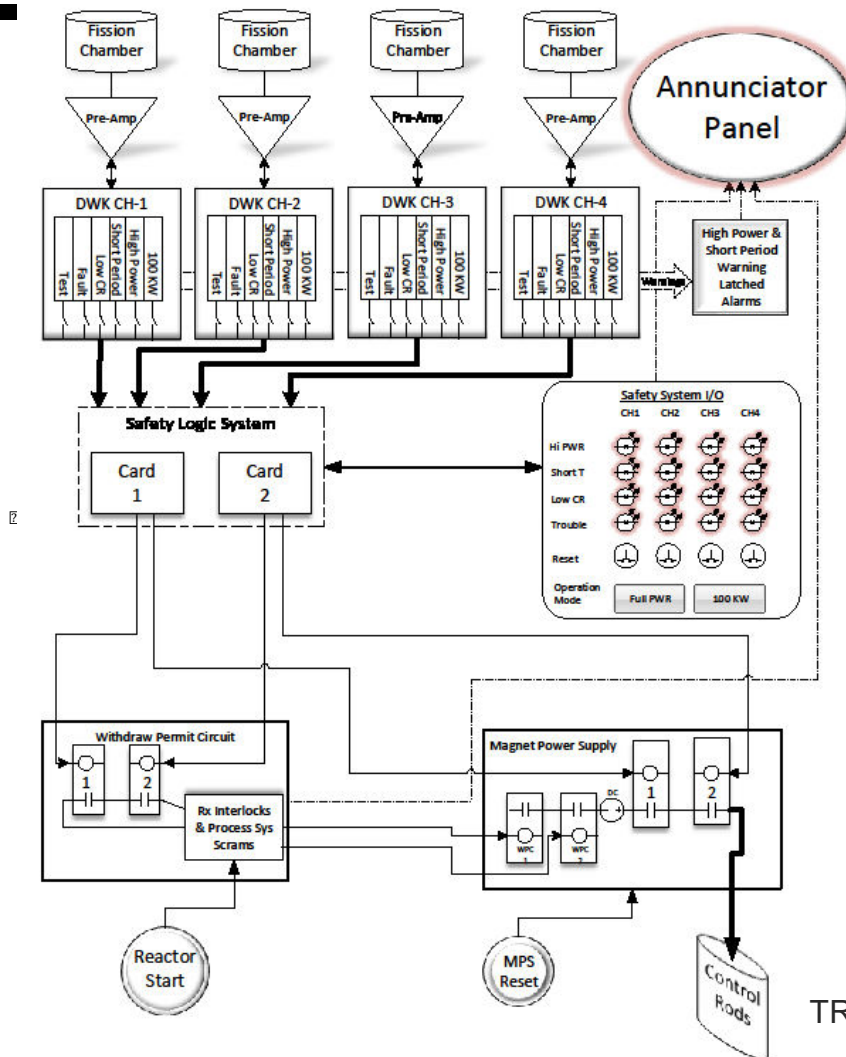 Fission
Chamber
Fission
Chamber
Fission
Chamber
Fission
Chamber
Annunciator
Panel
Pre-Amp
Pre-Amp
Pre-Amp
Pre-Amp
DWK CH-1
Test
Fault
Low CR
Short Period
High Power
100 KW
DWK CH-2
Test
Fault
Low CR
Short Period
High Power
100 KW
DWK CH-3
Test
Fault
Low CR
Short Period
High Power
100 KW
DWK CH-4
Test
Fault
Low CR
Short Period
High Power
100 KW
Warnings
High Power &
Short Period
Warning
Latched
Alarms
Safety Logic System
Card
1
Card
2
Safety System I/O
CH1 CH2 CH3 CH4
Hi PWR
Short T
Low CR
Trouble
Reset
Operation
Mode
Full PWR
100 KW
Withdraw Permit Circuit
1
2
Rx Interlocks
& Process Sys
Scrams
Magnet Power Supply
DC
- +
1
2
WPC
1
WPC
2
Reactor
Start
MPS
Reset
Control
Rods
TR